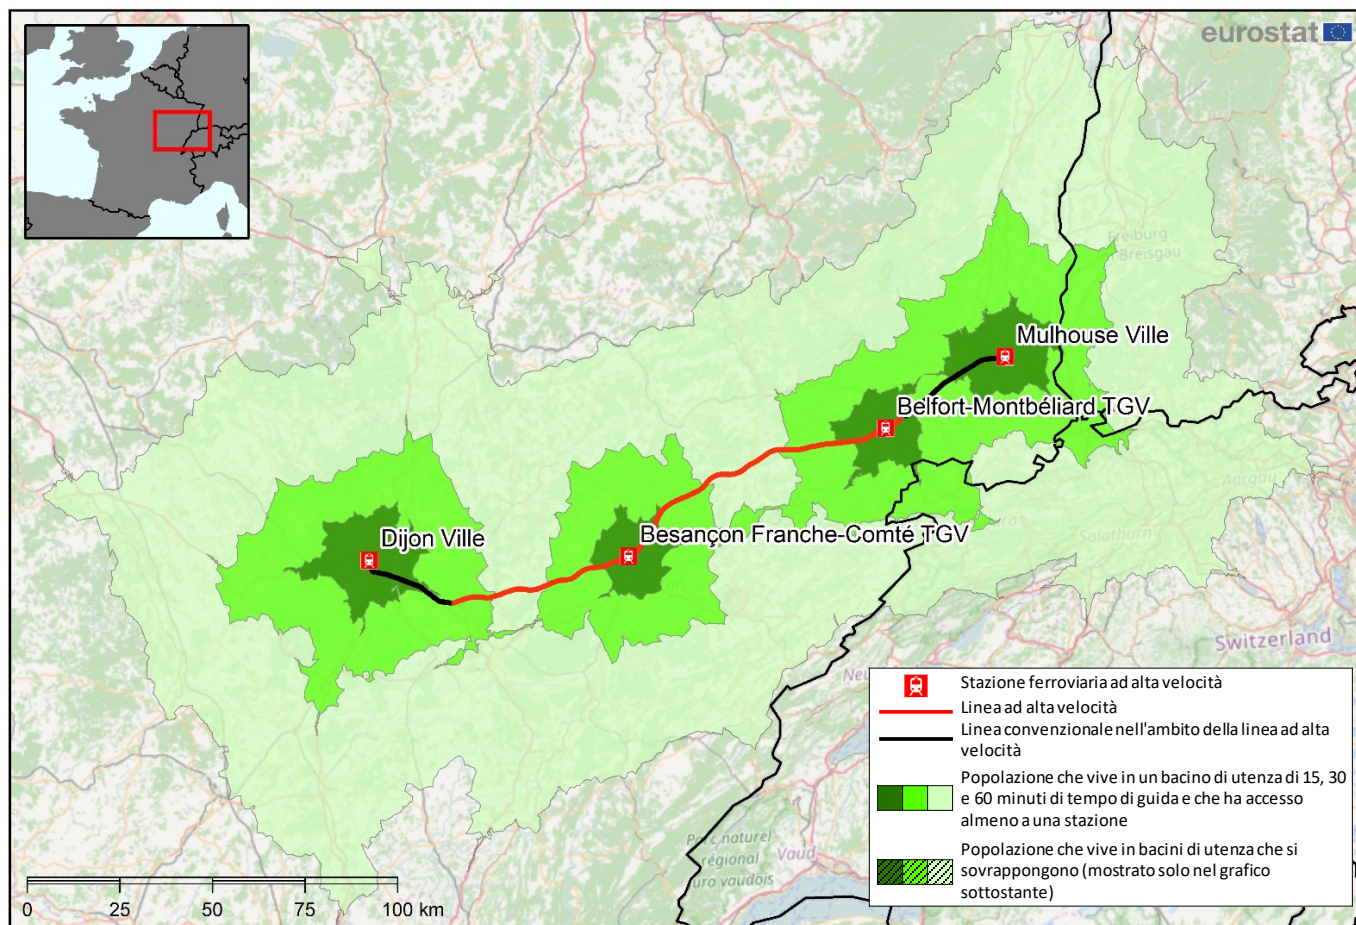 eurostat
Freiburg
Breisgau
Mulhouse Ville
Belfort-Montbéliard TGV
Dijon Ville
Besançon Franche-Comté TGV
Aargau
Solothurn
Switzerland
Parc naturel
régional
Jura vaudois
Vaud
0 25 50 75 100 km
Stazione ferroviaria ad alta velocità
Linea ad alta velocità
Linea convenzionale nell'ambito della linea ad alta
velocità
Popolazione che vive in un bacino di utenza di 15, 30
e 60 minuti di tempo di guida e che ha accesso
almeno a una stazione
Popolazione che vive in bacini di utenza che si
sovrappongono (mostrato solo nel grafico
sottostante)